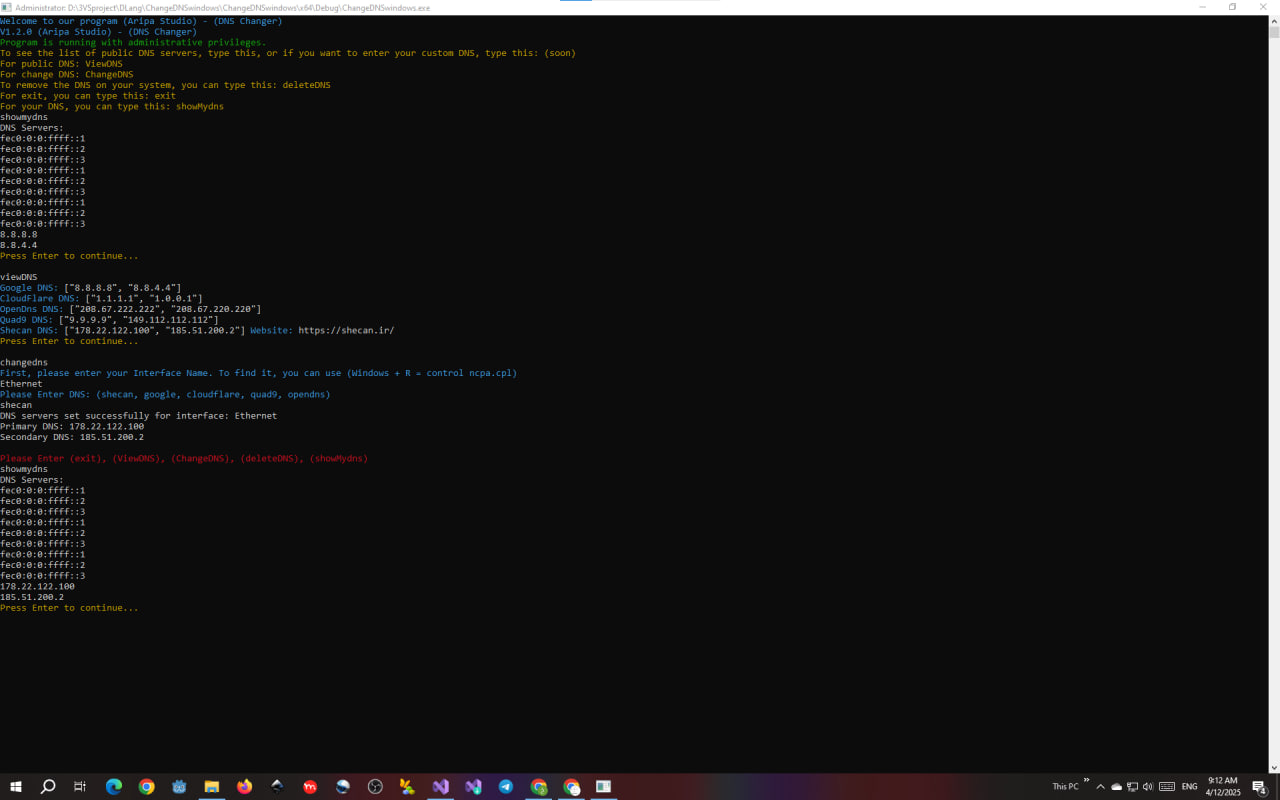 Administrator: D:\3VSproject\DLang\ChangeDNSwindows\ChangeDNSwindows\x64\Debug\ChangeDNSwindows.exe
Welcome to our program (Aripa Studio) - (DNS Changer)
V1.2.0 (Aripa Studio) - (DNS Changer)
Program is running with administrative privileges.
To see the list of public DNS servers, type this, or if you want to enter your custom DNS, type this: (soon)
For public DNS: ViewDNS
For change DNS: ChangeDNS
To remove the DNS on your system, you can type this: deleteDNS
For exit, you can type this: exit
For your DNS, you can type this: showMydns
showmydns
DNS Servers:
fec0:0:0:ffff::1
fec0:0:0:ffff::2
fec0:0:0:ffff::3
fec0:0:0:ffff::1
fec0:0:0:ffff::2
fec0:0:0:ffff::3
fec0:0:0:ffff::1
fec0:0:0:ffff::2
fec0:0:0:ffff::3
8.8.8.8
8.8.4.4
Press Enter to continue...
viewDNS
Google DNS: ["8.8.8.8", "8.8.4.4"]
CloudFlare DNS: ["1.1.1.1", "1.0.0.1"]
OpenDns DNS: ["208.67.222.222", "208.67.220.220"]
Quad9 DNS: ["9.9.9.9", "149.112.112.112"]
Shecan DNS: ["178.22.122.100", "185.51.200.2"] Website: https://shecan.ir/
Press Enter to continue...
changedns
First, please enter your Interface Name. To find it, you can use (Windows + R = control ncpa.cpl)
Ethernet
Please Enter DNS: (shecan, google, cloudflare, quad9, opendns)
shecan
DNS servers set successfully for interface: Ethernet
Primary DNS: 178.22.122.100
Secondary DNS: 185.51.200.2
Please Enter (exit), (ViewDNS), (ChangeDNS), (deleteDNS), (showMydns)
showmydns
DNS Servers:
fec0:0:0:ffff::1
fec0:0:0:ffff::2
fec0:0:0:ffff::3
fec0:0:0:ffff::1
fec0:0:0:ffff::2
fec0:0:0:ffff::3
fec0:0:0:ffff::1
fec0:0:0:ffff::2
fec0:0:0:ffff::3
178.22.122.100
185.51.200.2
Press Enter to continue...
This PC
ENG
9:12 AM
4/12/2025
4